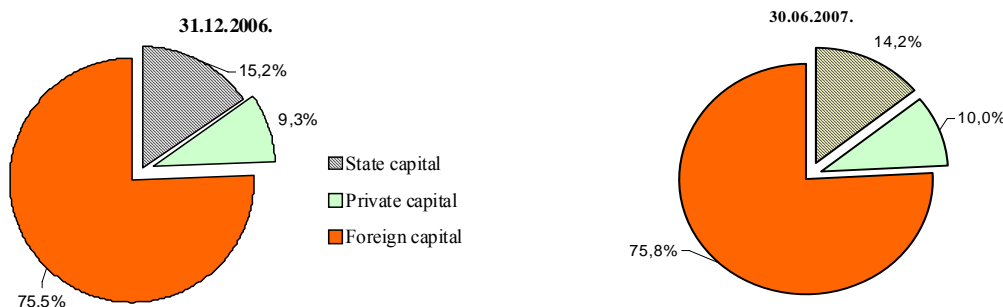 31.12.2006.
15,2%
9,3%
75,5%
State capital
Private capital
Foreign capital
30.06.2007.
14,2%
10,0%
75,8%